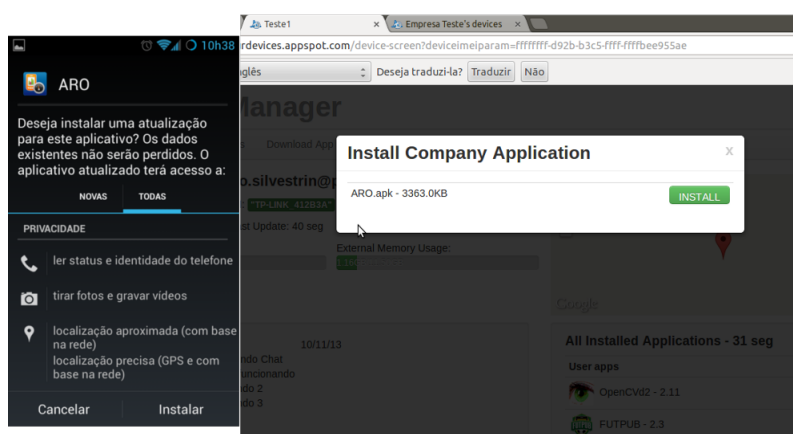 10h38
ARO
Deseja instalar uma atualização
para este aplicativo? Os dados
existentes não serão perdidos. O
aplicativo atualizado terá acesso a:
NOVAS
TODAS
PRIVACIDADE
ler status e identidade do telefone
tirar fotos e gravar vídeos
localização aproximada (com base
na rede)
localização precisa (GPS e com
base na rede)
Cancelar
Instalar
Teste1 ×
Empresa Teste's devices ×
rdevices.appspot.com/device-screen?deviceimeiparam=ffffffff-d92b-b3c5-ffff-ffffbee955ae
nglês
Deseja traduzi-la? Traduzir Não
Manager
Download App
Install Company Application x
o.silvestrin@
ARO.apk - 3363.0KB INSTALL
"TP-LINK_412B3A"
st Update: 40 seg
External Memory Usage:
Google
10/11/13
ndo Chat
uncionando
ndo 2
ndo 3
All Installed Applications - 31 seg
User apps
OpenCVd2 - 2.11
FUTPUB - 2.3